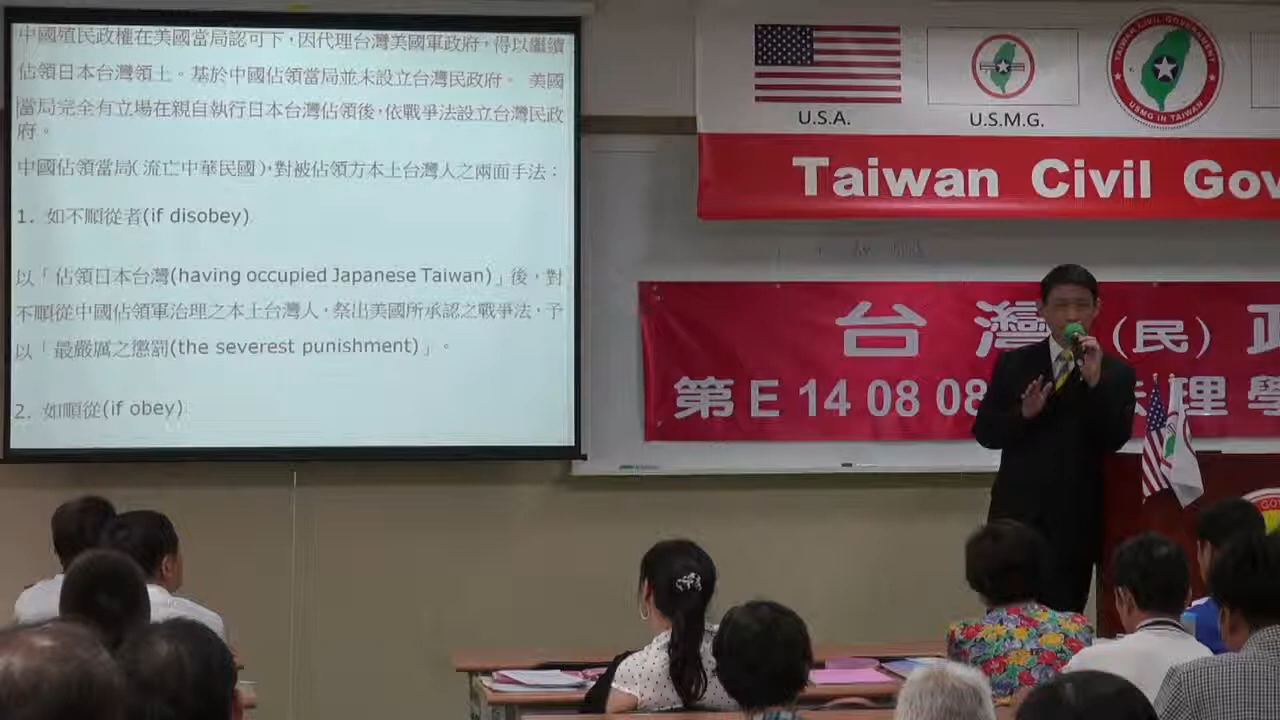 中國殖民政權在美國當局認可下，因代理台灣美國軍政府，得以繼續
佔領日本台灣領土。基於中國佔領當局並未設立台灣民政府。 美國
當局完全有立場在親自執行日本台灣佔領後，依戰爭法設立台灣民政
府。
中國佔領當局(流亡中華民國)，對被佔領方本土台灣人之兩面手法：
1. 如不順從者(if disobey)
以「佔領日本台灣(having occupied Japanese Taiwan)」後，對
不順從中國佔領軍治理之本土台灣人，祭出美國所承認之戰爭法，予
以「最嚴厲之懲罰(the severest punishment)」。
2. 如順從(if obey)
U.S.A.
U.S.M.G.
TAIWAN CIVIL GOVERNMENT
USMG IN TAIWAN
Taiwan Civil Gov
台灣(民)政
第E 14 08 08
理學